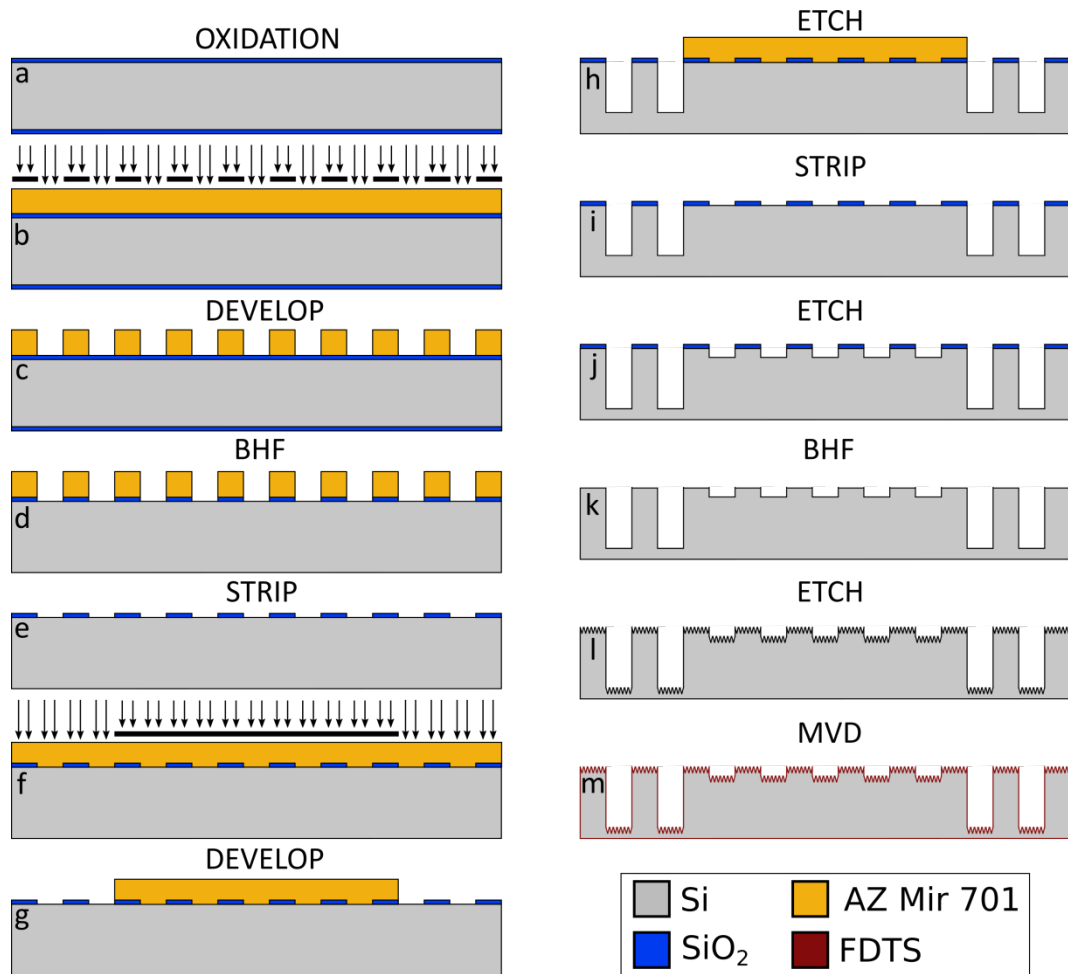 OXIDATION
a
b
DEVELOP
c
BHF
d
STRIP
e
f
DEVELOP
g
ETCH
h
STRIP
i
ETCH
j
BHF
k
ETCH
l
MVD
m
Si
AZ Mir 701
SiO₂
FDTS